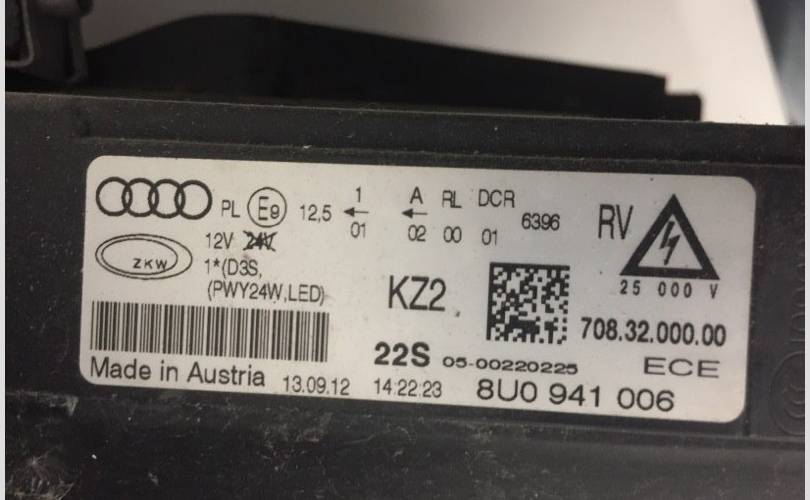 PL E9 12,5 1 A RL DCR
01 02 00 01 6396 RV
12V 24V
ZKW
1*(D3S,
(PWY24W,LED)
KZ2
25 000 V
708.32.000.00
22S 05-00220225 ECE
Made in Austria 13.09.12 14:22:23 8U0 941 006